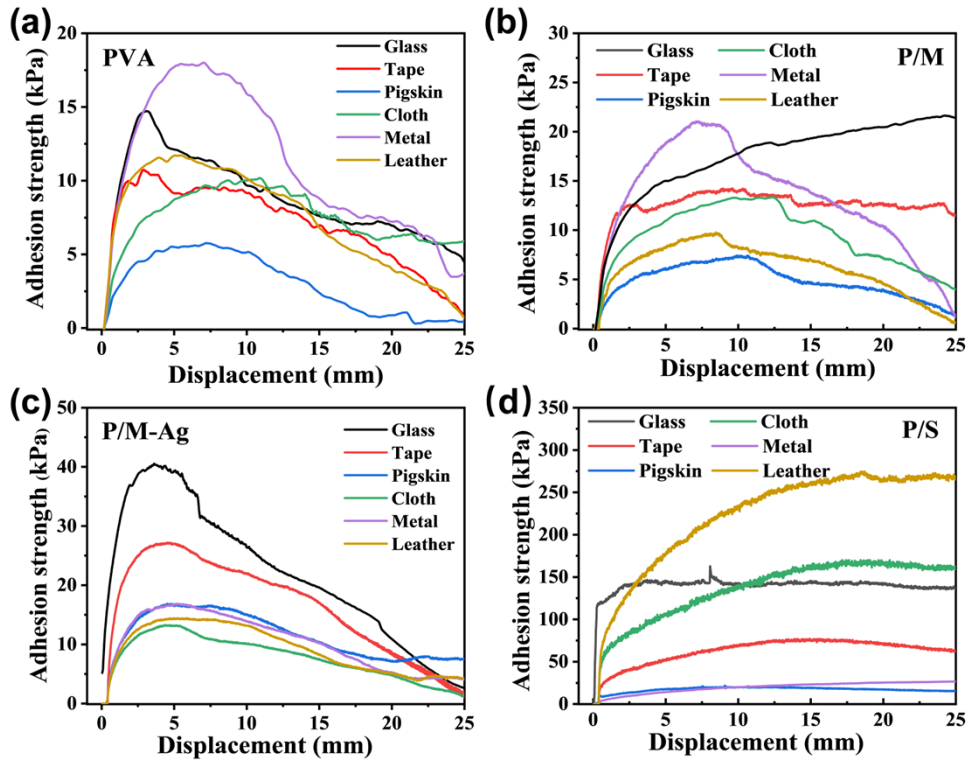 (a)
PVA
Glass
Tape
Pigskin
Cloth
Metal
Leather
Adhesion strength (kPa)
20
15
10
5
0
0 5 10 15 20 25
Displacement (mm)
(b)
P/M
Glass Cloth
Tape Metal
Pigskin Leather
Adhesion strength (kPa)
30
25
20
15
10
5
0
0 5 10 15 20 25
Displacement (mm)
(c)
P/M-Ag
Glass
Tape
Pigskin
Cloth
Metal
Leather
Adhesion strength (kPa)
50
40
30
20
10
0
0 5 10 15 20 25
Displacement (mm)
(d)
P/S
Glass Cloth
Tape Metal
Pigskin Leather
Adhesion strength (kPa)
350
300
250
200
150
100
50
0
0 5 10 15 20 25
Displacement (mm)